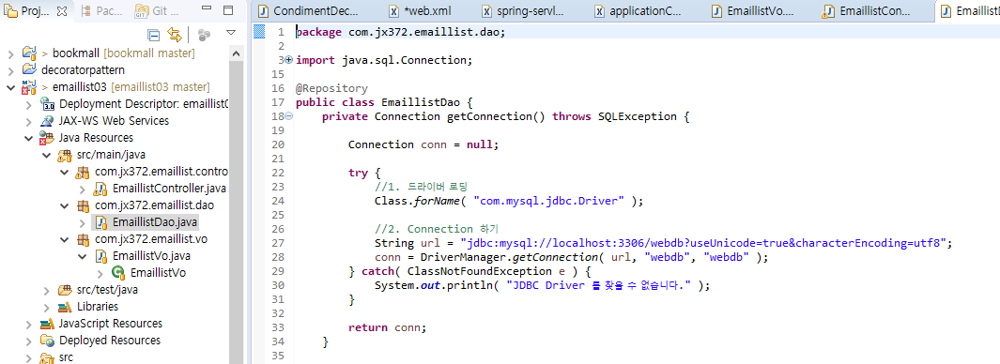 Proj...
Pac...
Git ...
> bookmall [bookmall master]
decoratorpattern
> emaillist03 [emaillist03 master]
Deployment Descriptor: emaillist0
JAX-WS Web Services
Java Resources
src/main/java
com.jx372.emaillist.contro
EmaillistController.java
com.jx372.emaillist.dao
EmaillistDao.java
com.jx372.emaillist.vo
EmaillistVo.java
EmaillistVo
src/test/java
Libraries
JavaScript Resources
Deployed Resources
src
CondimentDec...
*web.xml
spring-servl...
applicationC...
EmaillistVo....
EmaillistCon...
EmaillistD
1 package com.jx372.emaillist.dao;
2
3 import java.sql.Connection;
15
16 @Repository
17 public class EmaillistDao {
18 private Connection getConnection() throws SQLException {
19
20 Connection conn = null;
21
22 try {
23 //1. 드라이버 로딩
24 Class.forName( "com.mysql.jdbc.Driver" );
25
26 //2. Connection 하기
27 String url = "jdbc:mysql://localhost:3306/webdb?useUnicode=true&characterEncoding=utf8";
28 conn = DriverManager.getConnection( url, "webdb", "webdb" );
29 } catch( ClassNotFoundException e ) {
30 System.out.println( "JDBC Driver 를 찾을 수 없습니다." );
31 }
32
33 return conn;
34 }
35